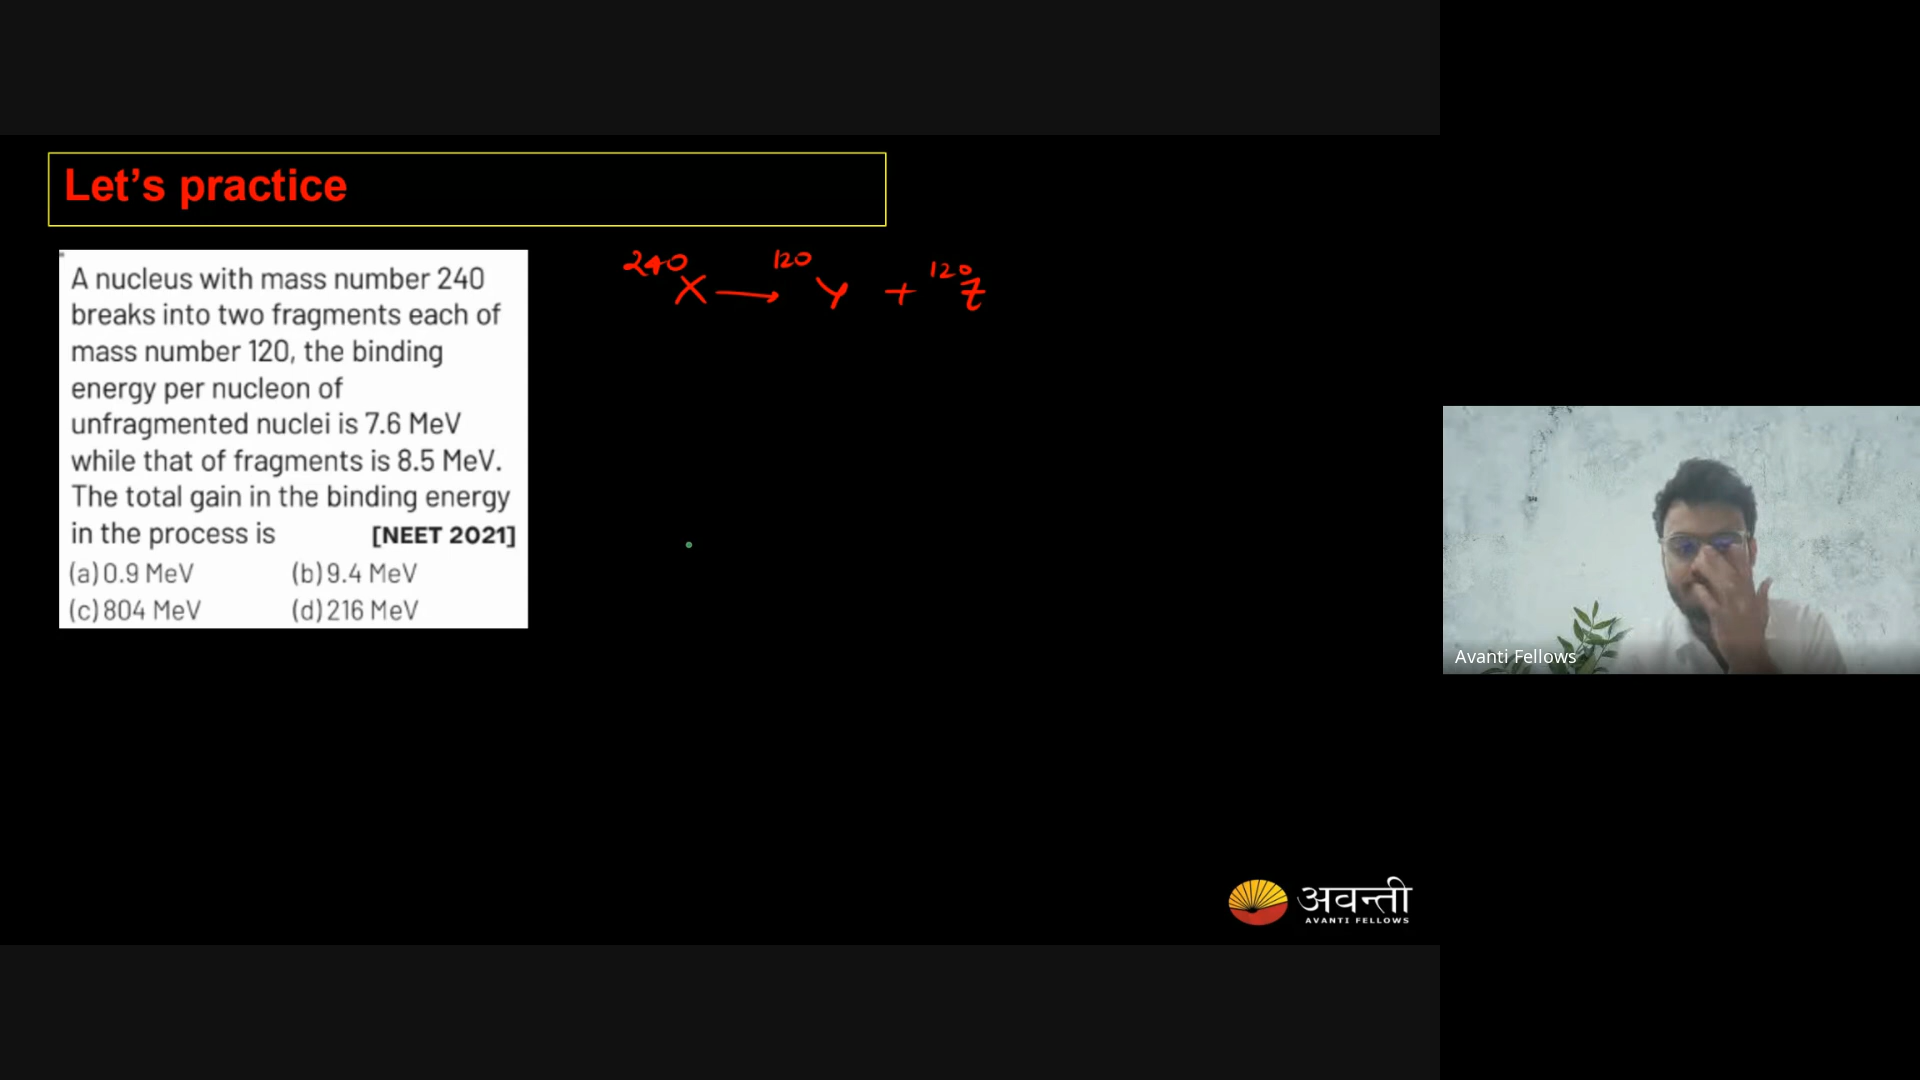 Let's practice
A nucleus with mass number 240
breaks into two fragments each of
mass number 120, the binding
energy per nucleon of
unfragmented nuclei is 7.6 MeV
while that of fragments is 8.5 MeV.
The total gain in the binding energy
in the process is [NEET 2021]
(a) 0.9 MeV (b) 9.4 MeV
(c) 804 MeV (d) 216 MeV
²⁴⁰X → ¹²⁰Y + ¹²⁰Z
Avanti Fellows
अवन्ती
AVANTI FELLOWS